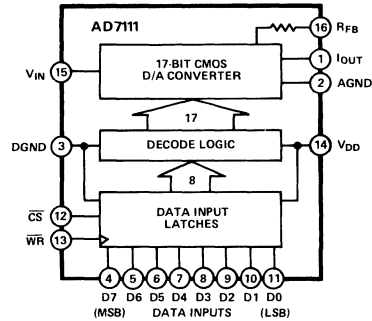 AD7111
16 RFB
17-BIT CMOS
D/A CONVERTER
VIN 15
1 IOUT
2 AGND
17
DGND 3
DECODE LOGIC
14 VDD
8
DATA INPUT
LATCHES
CS 12
WR 13
4 5 6 7 8 9 10 11
D7 D6 D5 D4 D3 D2 D1 D0
(MSB) DATA INPUTS (LSB)